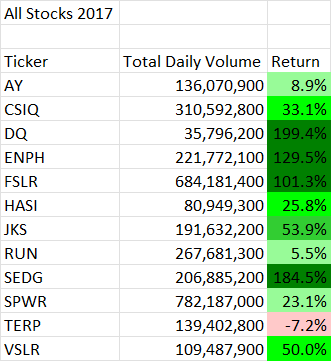 All Stocks 2017
Ticker Total Daily Volume Return
AY 136,070,900 8.9%
CSIQ 310,592,800 33.1%
DQ 35,796,200 199.4%
ENPH 221,772,100 129.5%
FSLR 684,181,400 101.3%
HASI 80,949,300 25.8%
JKS 191,632,200 53.9%
RUN 267,681,300 5.5%
SEDG 206,885,200 184.5%
SPWR 782,187,000 23.1%
TERP 139,402,800 -7.2%
VSLR 109,487,900 50.0%